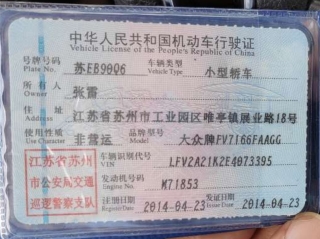 中华人民共和国机动车行驶证
Vehicle License of the People's Republic of China
号牌号码 苏EB90Q6 车辆类型 小型轿车
Plate No. Vehicle Type
所有人 张雷
Owner
住址 江苏省苏州市工业园区唯亭镇展业路18号
Address
使用性质 非营运 品牌型号 大众牌FV7166FAAGG
Use Character Model
江苏省苏州市公安局交通巡逻警察支队
车辆识别代号 LFV2A21K2E4073395
VIN
发动机号码 M71853
Engine No.
注册日期 2014-04-23 发证日期 2014-04-23
Register Date Issue Date